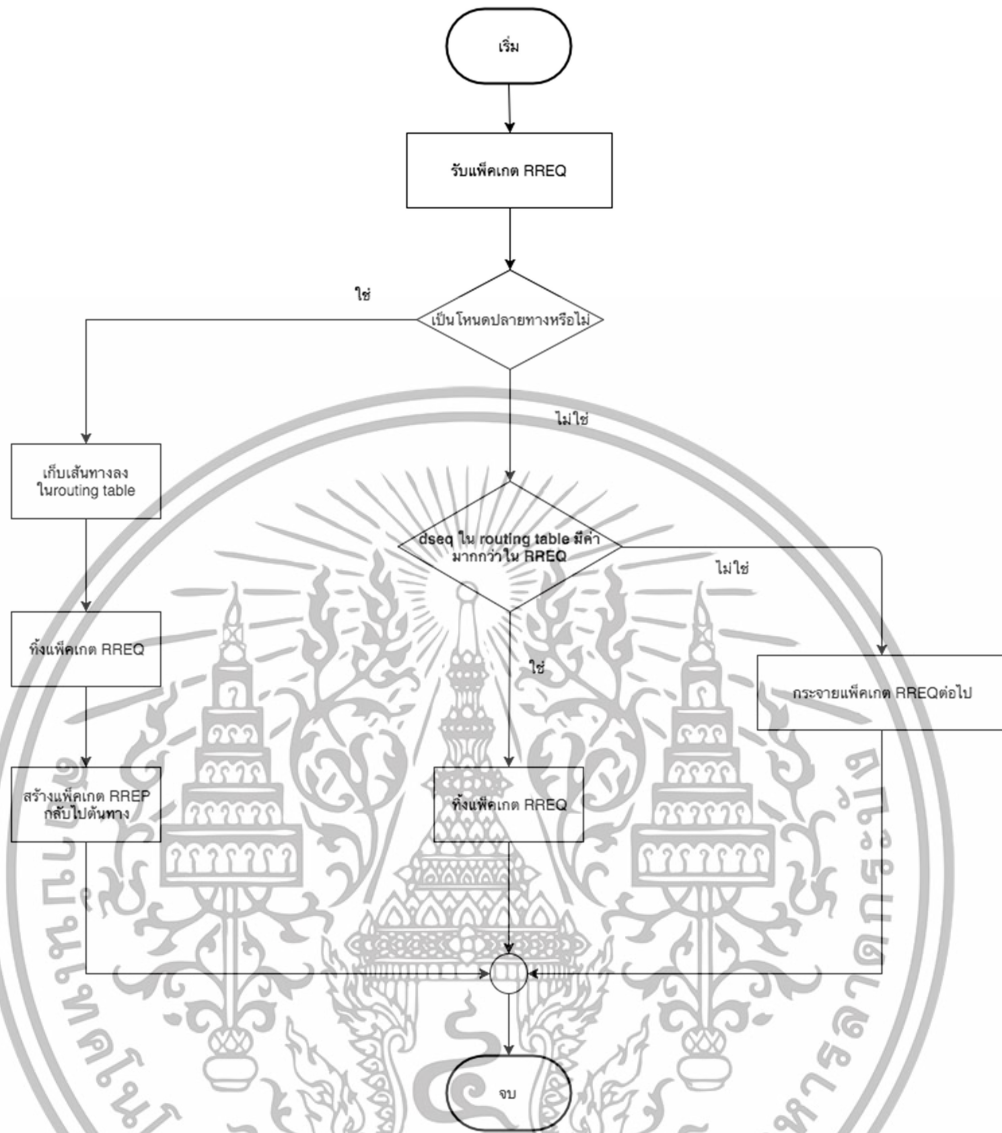 เริ่ม
รับแพ็คเกต RREQ
ใช่
เป็นโหนดปลายทางหรือไม่
ไม่ใช่
เก็บเส้นทางลง
ในrouting table
dseq ใน routing table มีค่า
มากกว่าใน RREQ
ไม่ใช่
ทิ้งแพ็คเกต RREQ
ใช่
กระจายแพ็คเกต RREQต่อไป
สร้างแพ็คเกต RREP
กลับไปต้นทาง
ทิ้งแพ็คเกต RREQ
จบ